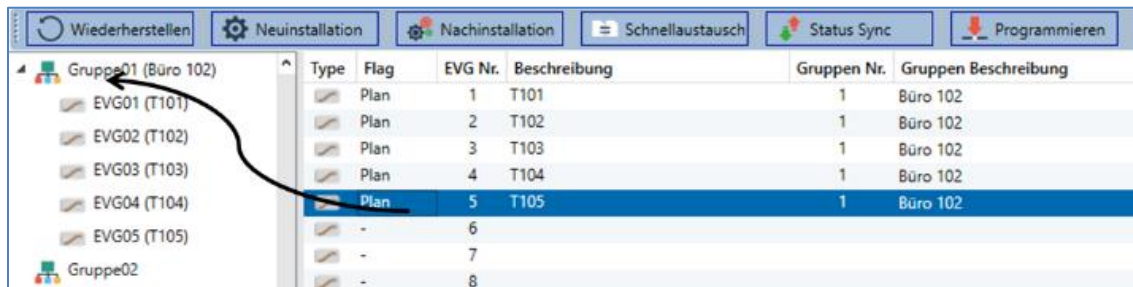 Wiederherstellen Neuinstallation Nachinstallation Schnellaustausch Status Sync Programmieren
Gruppe01 (Büro 102)
EVG01 (T101)
EVG02 (T102)
EVG03 (T103)
EVG04 (T104)
EVG05 (T105)
Gruppe02
Type Flag EVG Nr. Beschreibung Gruppen Nr. Gruppen Beschreibung
Plan 1 T101 1 Büro 102
Plan 2 T102 1 Büro 102
Plan 3 T103 1 Büro 102
Plan 4 T104 1 Büro 102
Plan 5 T105 1 Büro 102
- 6
- 7
- 8